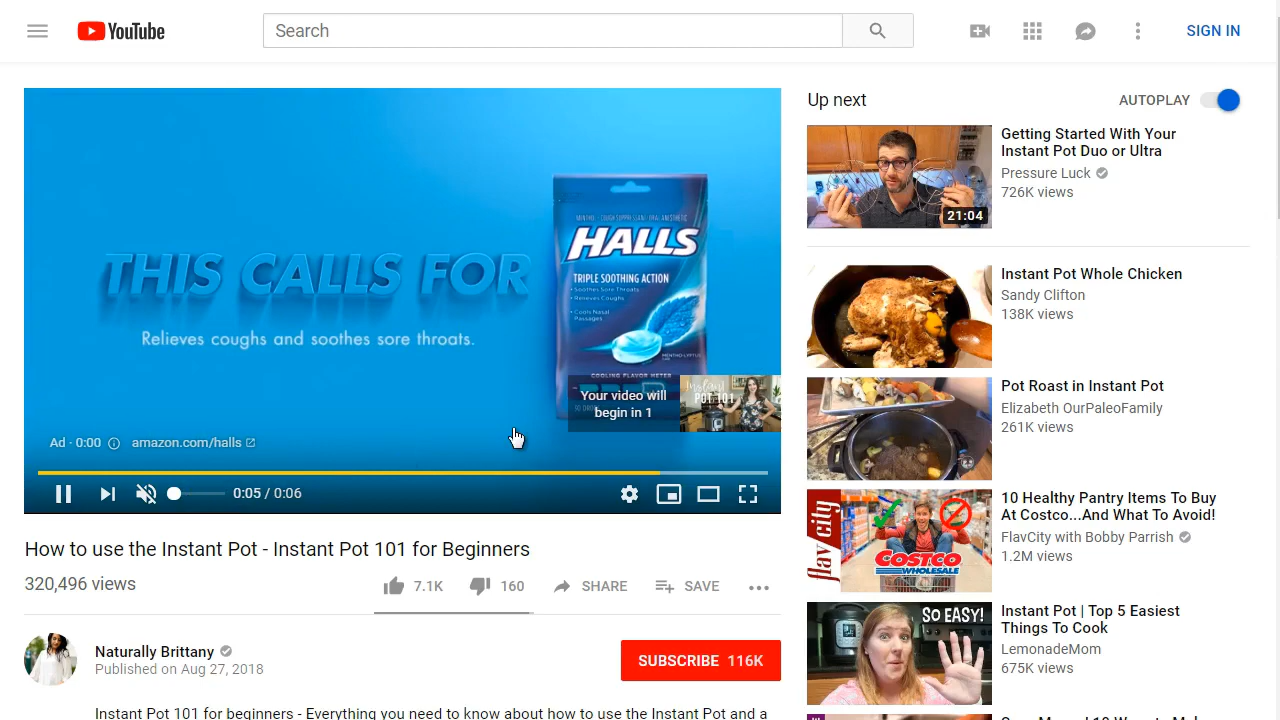 YouTube
Search
SIGN IN
THIS CALLS FOR
Relieves coughs and soothes sore throats.
MENTHOL / COUGH SUPPRESSANT / ORAL ANESTHETIC
HALLS
TRIPLE SOOTHING ACTION
• Soothes Sore Throats
• Relieves Coughs
• Cools Nasal
Passages
MENTHO-LYPTUS
COOLING FLAVOR METER
Your video will
begin in 1
Instant
POT 101
Ad · 0:00
amazon.com/halls
0:05 / 0:06
How to use the Instant Pot - Instant Pot 101 for Beginners
320,496 views
7.1K
160
SHARE
SAVE
Naturally Brittany
Published on Aug 27, 2018
SUBSCRIBE 116K
Instant Pot 101 for beginners - Everything you need to know about how to use the Instant Pot and a
Up next
AUTOPLAY
21:04
Getting Started With Your
Instant Pot Duo or Ultra
Pressure Luck
726K views
Instant Pot Whole Chicken
Sandy Clifton
138K views
Pot Roast in Instant Pot
Elizabeth OurPaleoFamily
261K views
flav city
COSTCO
WHOLESALE
10 Healthy Pantry Items To Buy
At Costco...And What To Avoid!
FlavCity with Bobby Parrish
1.2M views
SO EASY!
Instant Pot | Top 5 Easiest
Things To Cook
LemonadeMom
675K views